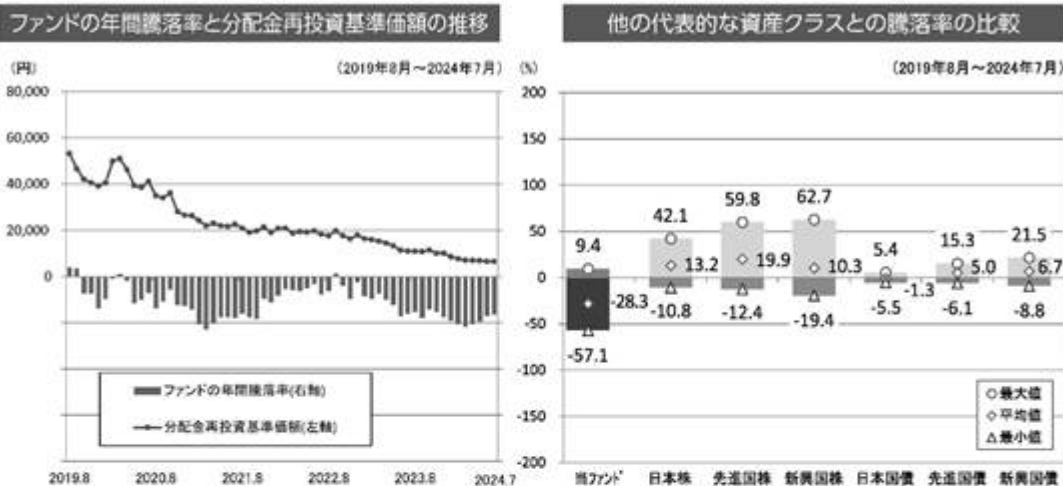 ファンドの年間騰落率と分配金再投資基準価額の推移
(円)
(2019年8月～2024年7月)
80,000
60,000
40,000
20,000
0
ファンドの年間騰落率(右軸)
分配金再投資基準価額(左軸)
2019.8 2020.8 2021.8 2022.8 2023.8 2024.7
他の代表的な資産クラスとの騰落率の比較
(%)
(2019年8月～2024年7月)
200
150
100
50
0
-50
-100
-150
-200
9.4 42.1 59.8 62.7 5.4 15.3 21.5
-28.3 13.2 19.9 10.3 -1.3 5.0 6.7
-57.1 -10.8 -12.4 -19.4 -5.5 -6.1 -8.8
○最大値
◇平均値
△最小値
当ファンド 日本株 先進国株 新興国株 日本国債 先進国債 新興国債